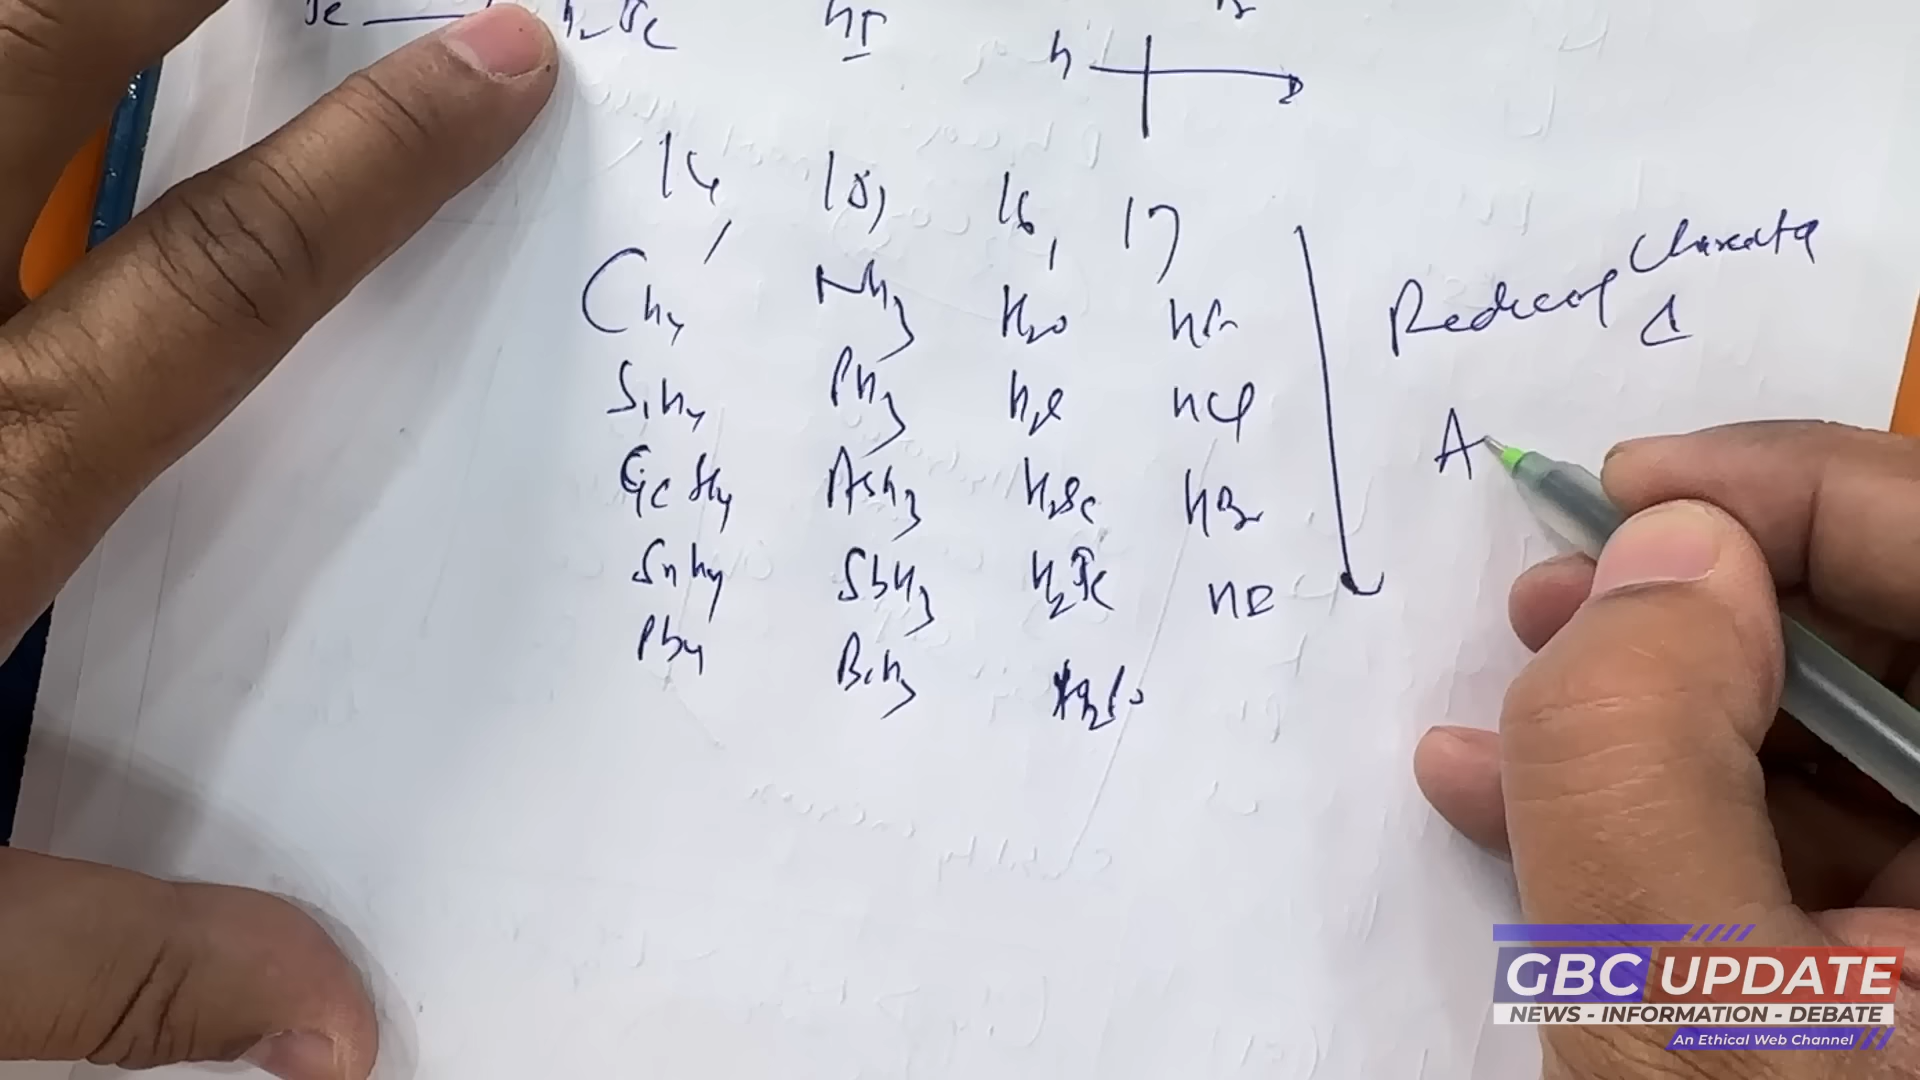 14, 15, 16, 17
CH4 NH3 H2O HF
SiH4 PH3 H2S HCl
GeH4 AsH3 H2Se HBr
SnH4 SbH3 H2Te HI
PbH4 BiH3 H2Po
Reducing Character
A
GBC UPDATE
NEWS - INFORMATION - DEBATE
An Ethical Web Channel